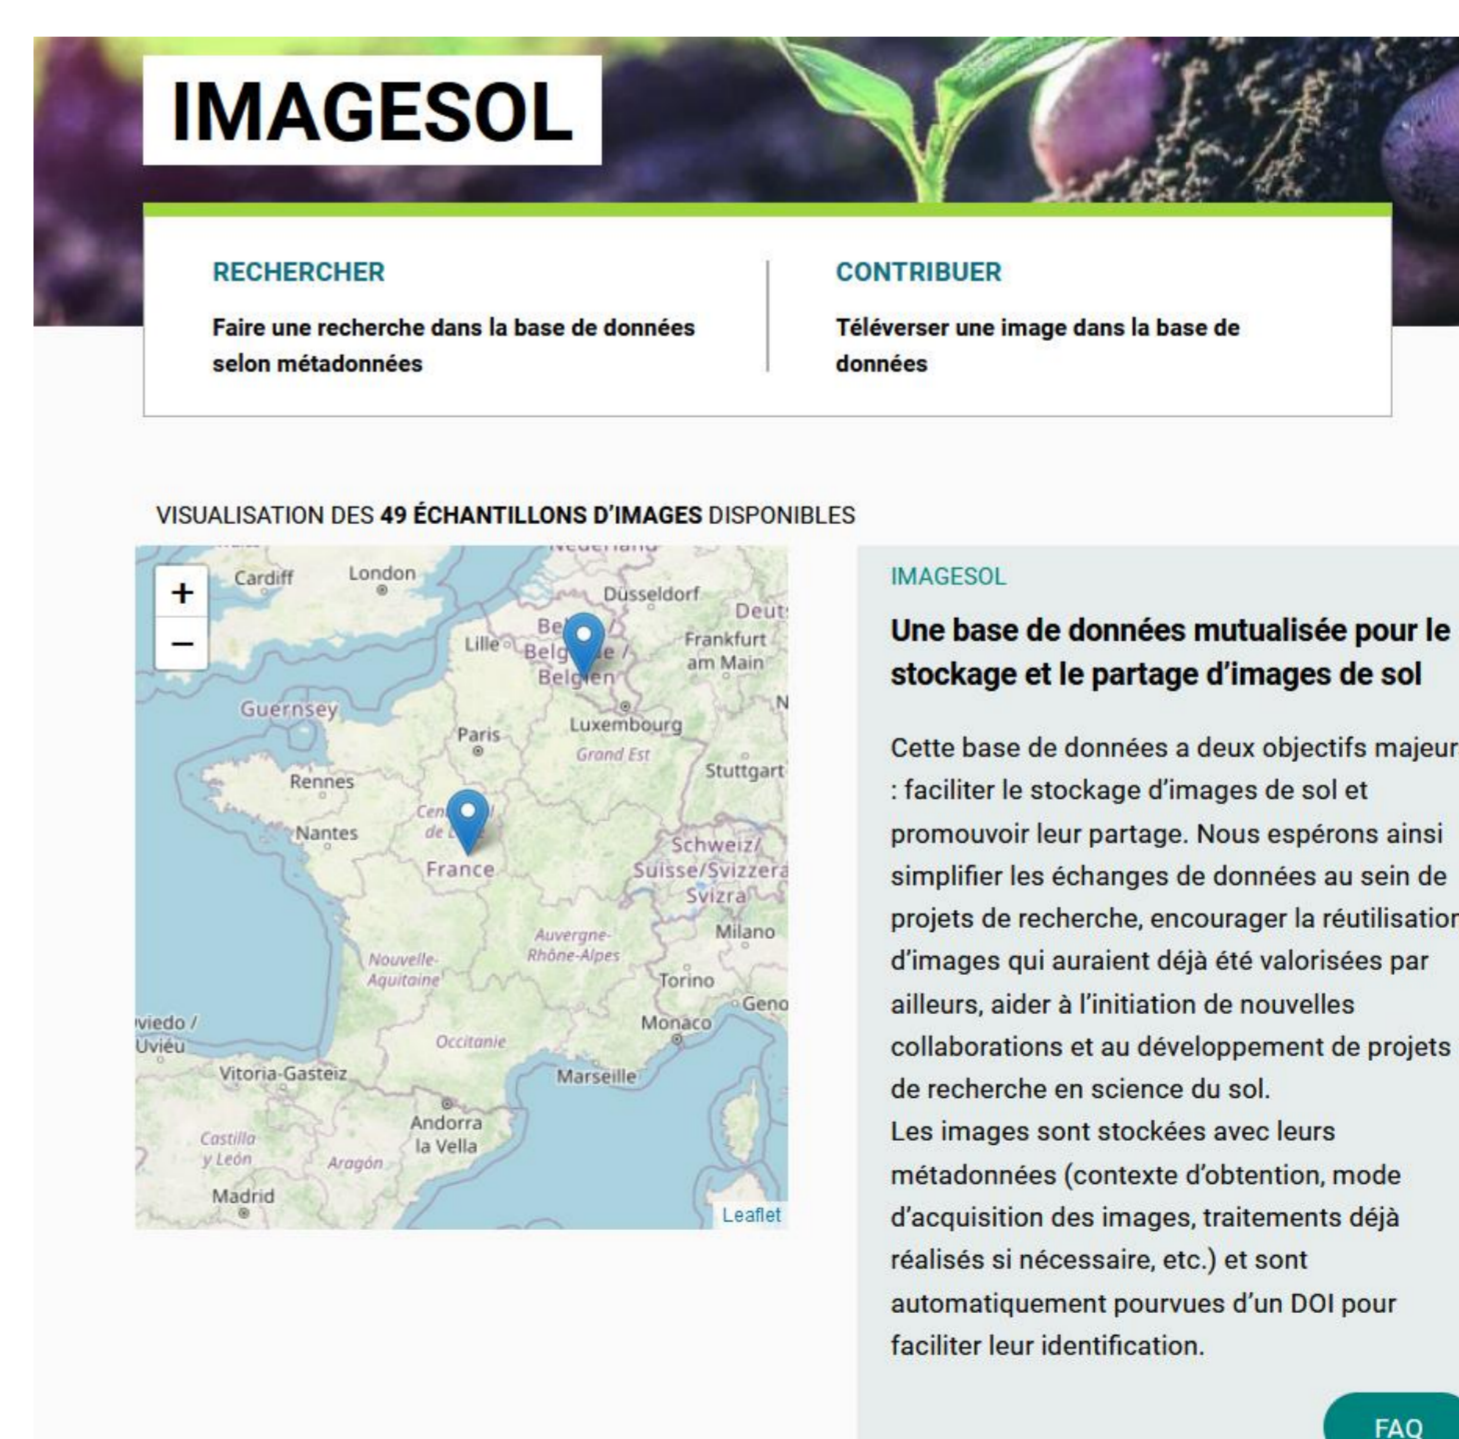 IMAGESOL
RECHERCHER
Faire une recherche dans la base de données
selon métadonnées
CONTRIBUER
Téléverser une image dans la base de
données
VISUALISATION DES 49 ÉCHANTILLONS D’IMAGES DISPONIBLES
+
−
Cardiff
London
Düsseldorf
Lille
Frankfurt
am Main
Belgien
Guernsey
Luxembourg
Paris
Grand Est
Stuttgart
Rennes
Nantes
France
Schweiz/
Suisse/Svizzera
Svizra
Milano
Auvergne-
Rhône-Alpes
Nouvelle-
Aquitaine
Torino
Monaco
Occitanie
Uviéu
Vitoria-Gasteiz
Marseille
Andorra
la Vella
Castilla
y León
Aragón
Madrid
Leaflet
IMAGESOL
Une base de données mutualisée pour le
stockage et le partage d’images de sol
Cette base de données a deux objectifs majeur
: faciliter le stockage d’images de sol et
promouvoir leur partage. Nous espérons ainsi
simplifier les échanges de données au sein de
projets de recherche, encourager la réutilisation
d’images qui auraient déjà été valorisées par
ailleurs, aider à l’initiation de nouvelles
collaborations et au développement de projets
de recherche en science du sol.
Les images sont stockées avec leurs
métadonnées (contexte d’obtention, mode
d’acquisition des images, traitements déjà
réalisés si nécessaire, etc.) et sont
automatiquement pourvues d’un DOI pour
faciliter leur identification.
FAQ